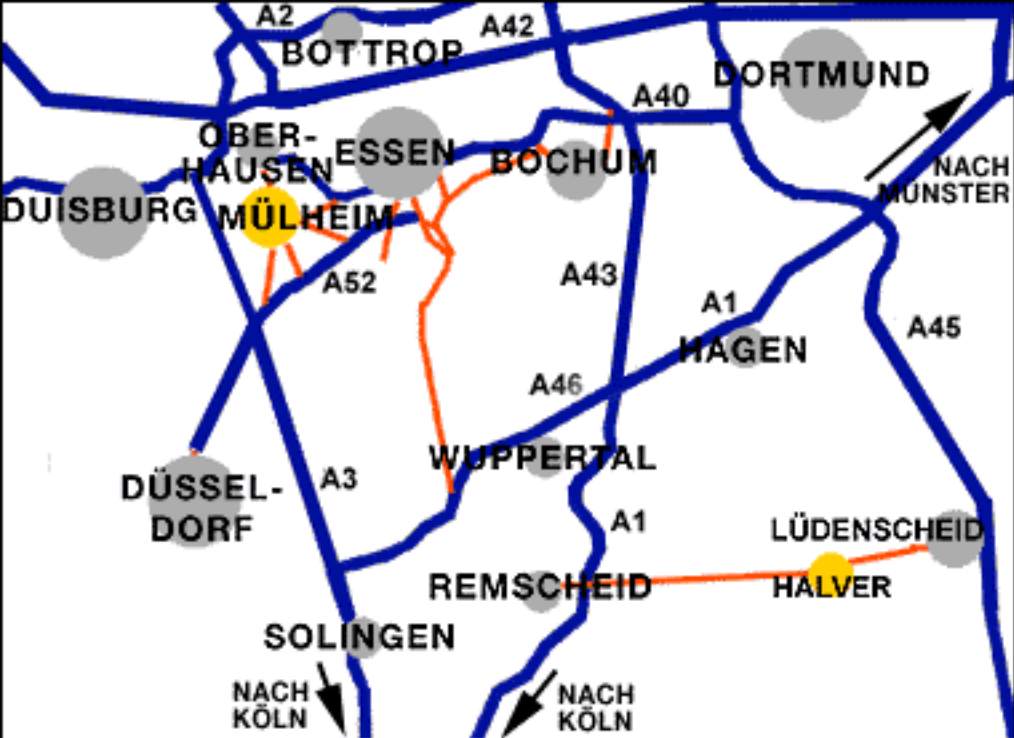 A2
A42
BOTTROP
DORTMUND
A40
OBER-
HAUSEN
ESSEN
BOCHUM
NACH
MÜNSTER
DUISBURG
MÜLHEIM
A52
A43
A1
A45
HAGEN
A46
WUPPERTAL
A3
DÜSSEL-
DORF
A1
LÜDENSCHEID
REMSCHEID
HALVER
SOLINGEN
NACH
KÖLN
NACH
KÖLN